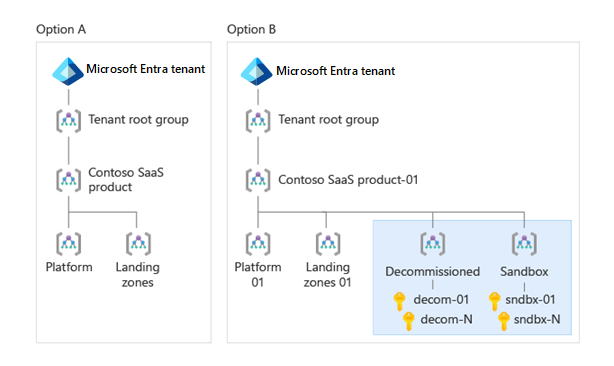 Option A
Microsoft Entra tenant
Tenant root group
Contoso SaaS
product
Platform
Landing
zones
Option B
Microsoft Entra tenant
Tenant root group
Contoso SaaS product-01
Platform
01
Landing
zones 01
Decommissioned
decom-01
decom-N
Sandbox
sndbx-01
sndbx-N